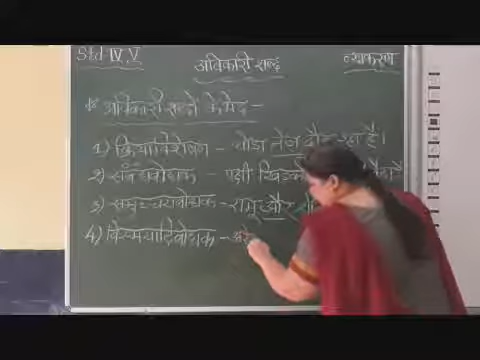 Std-IV, V अविकारी शब्द व्याकरण
* अविकारी शब्दों के भेद -
1) क्रियाविशेषण - घोडा तेज दौड रहा है।
2) संबंधबोधक - पक्षी खिड़की बैठा है
3) समुच्चयबोधक - रामू और
4) विस्मयादिबोधक -